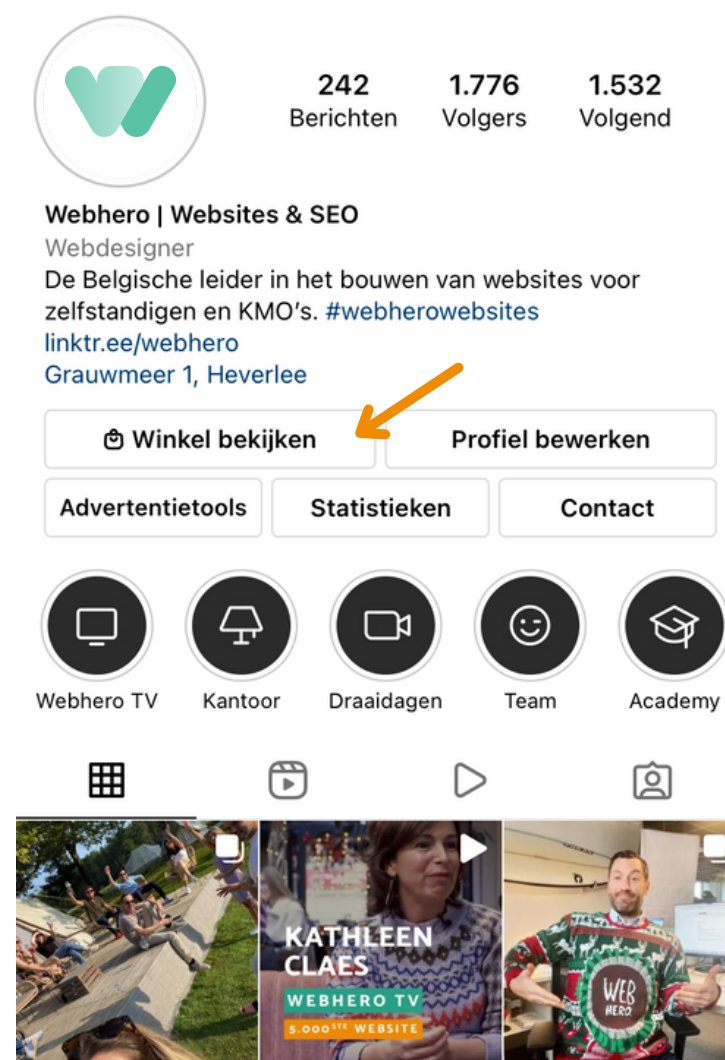 242 1.776 1.532
Berichten Volgers Volgend
Webhero | Websites & SEO
Webdesigner
De Belgische leider in het bouwen van websites voor
zelfstandigen en KMO's. #webherowebsites
linktr.ee/webhero
Grauwmeer 1, Heverlee
Winkel bekijken Profiel bewerken
Advertentietools Statistieken Contact
Webhero TV Kantoor Draaidagen Team Academy
KATHLEEN
CLAES
WEBHERO TV
5.000STE WEBSITE
WEB
HERO